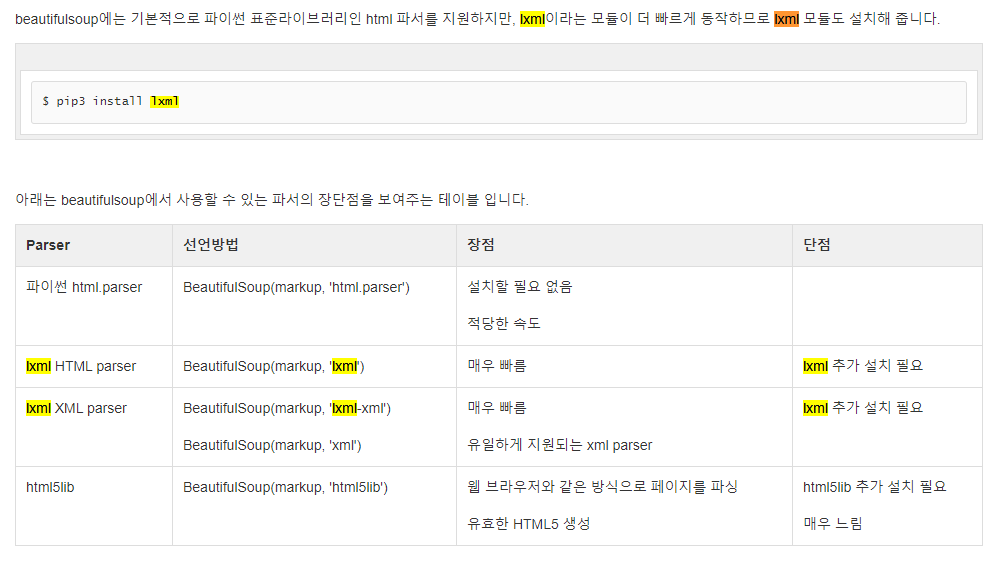 beautifulsoup에는 기본적으로 파이썬 표준라이브러리인 html 파서를 지원하지만, lxml이라는 모듈이 더 빠르게 동작하므로 lxml 모듈도 설치해 줍니다.
$ pip3 install lxml
아래는 beautifulsoup에서 사용할 수 있는 파서의 장단점을 보여주는 테이블 입니다.
Parser 선언방법 장점 단점
파이썬 html.parser BeautifulSoup(markup, 'html.parser') 설치할 필요 없음
적당한 속도
lxml HTML parser BeautifulSoup(markup, 'lxml') 매우 빠름 lxml 추가 설치 필요
lxml XML parser BeautifulSoup(markup, 'lxml-xml') 매우 빠름 lxml 추가 설치 필요
BeautifulSoup(markup, 'xml') 유일하게 지원되는 xml parser
html5lib BeautifulSoup(markup, 'html5lib') 웹 브라우저와 같은 방식으로 페이지를 파싱 html5lib 추가 설치 필요
유효한 HTML5 생성 매우 느림